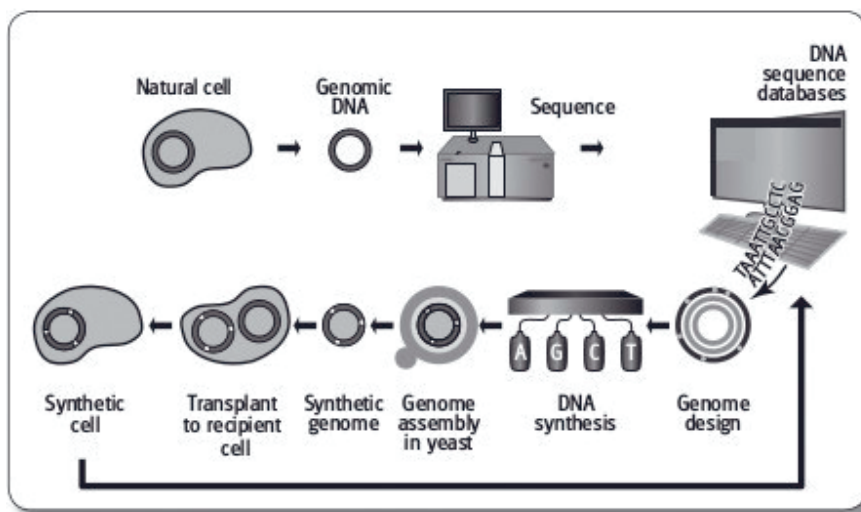 DNA
sequence
databases
Natural cell
Genomic
DNA
Sequence
TAAATTGCCTC
ATTTAACGGAG
A G C T
Synthetic
cell
Transplant
to recipient
cell
Synthetic
genome
Genome
assembly
in yeast
DNA
synthesis
Genome
design